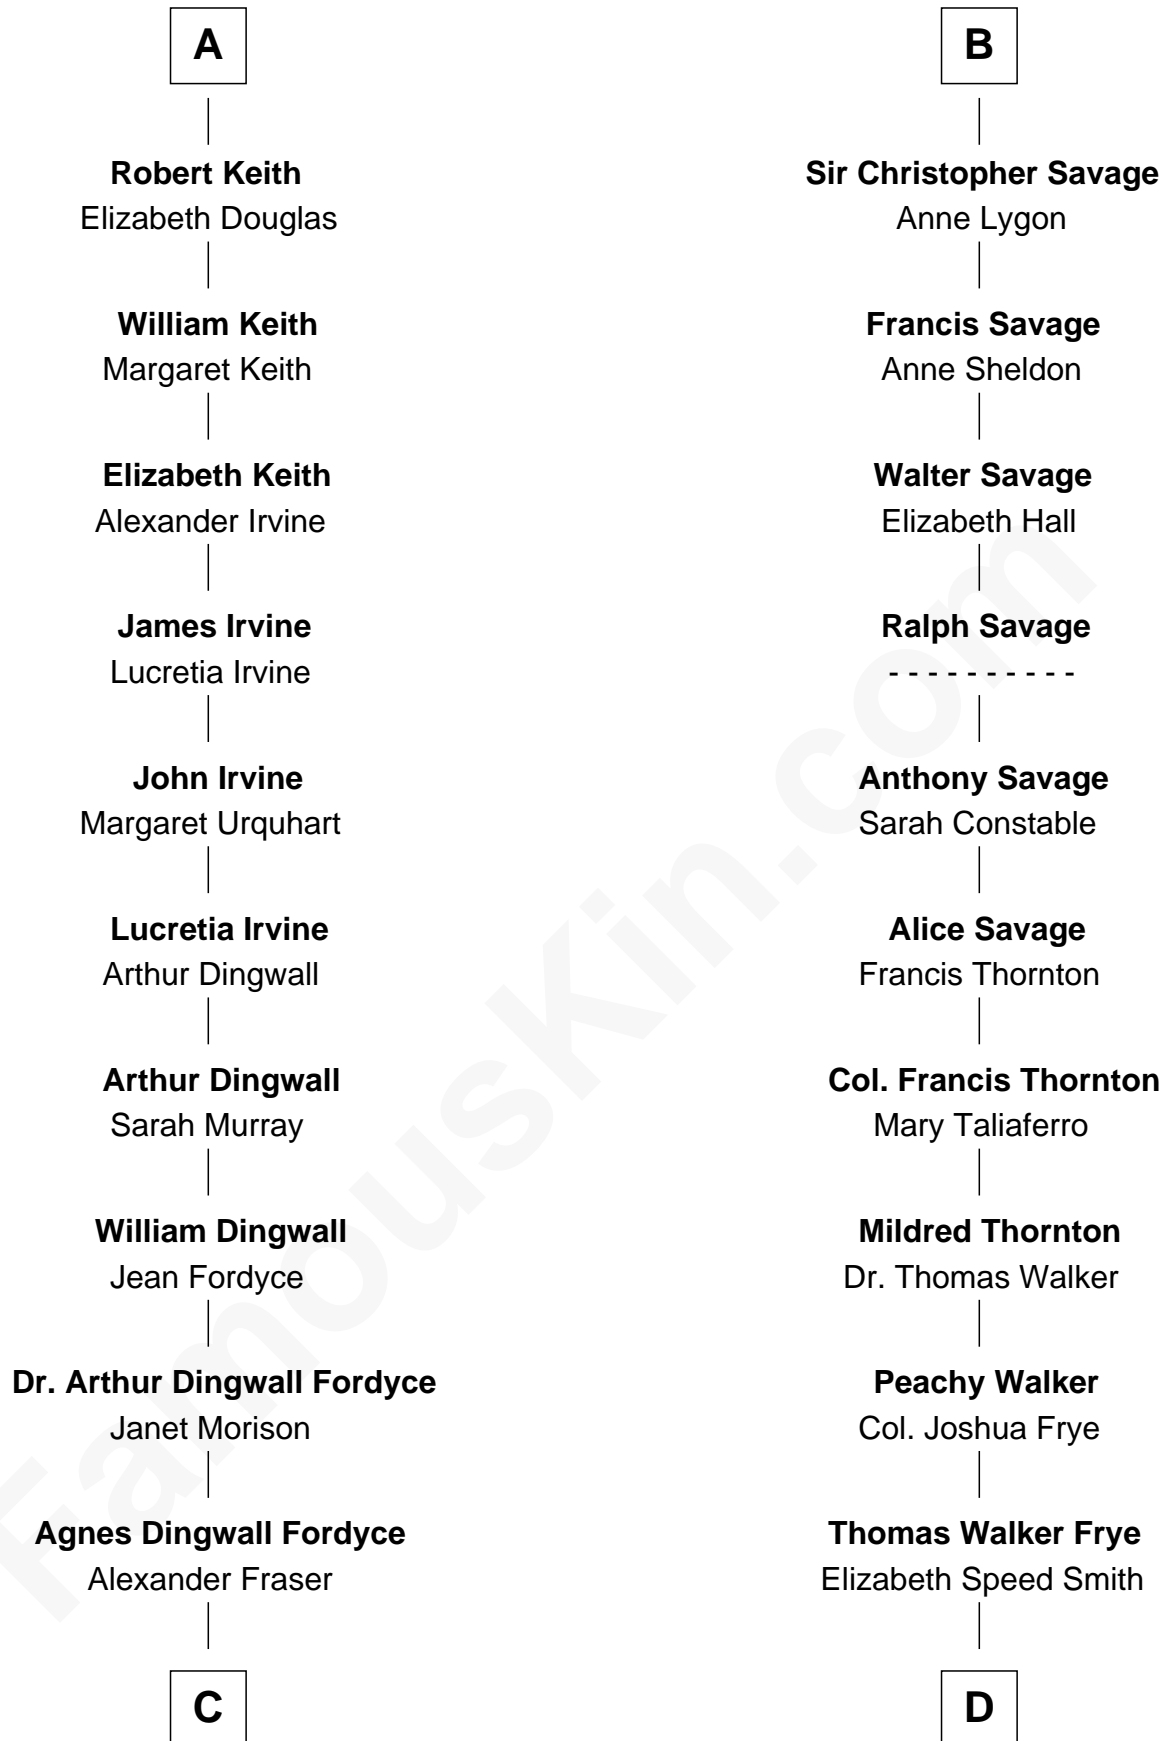 A
Robert Keith
Elizabeth Douglas
William Keith
Margaret Keith
Elizabeth Keith
Alexander Irvine
James Irvine
Lucretia Irvine
John Irvine
Margaret Urquhart
Lucretia Irvine
Arthur Dingwall
Arthur Dingwall
Sarah Murray
William Dingwall
Jean Fordyce
Dr. Arthur Dingwall Fordyce
Janet Morison
Agnes Dingwall Fordyce
Alexander Fraser
C
B
Sir Christopher Savage
Anne Lygon
Francis Savage
Anne Sheldon
Walter Savage
Elizabeth Hall
Ralph Savage
- - - - - - - - - -
Anthony Savage
Sarah Constable
Alice Savage
Francis Thornton
Col. Francis Thornton
Mary Taliaferro
Mildred Thornton
Dr. Thomas Walker
Peachy Walker
Col. Joshua Frye
Thomas Walker Frye
Elizabeth Speed Smith
D
FamousKin.com